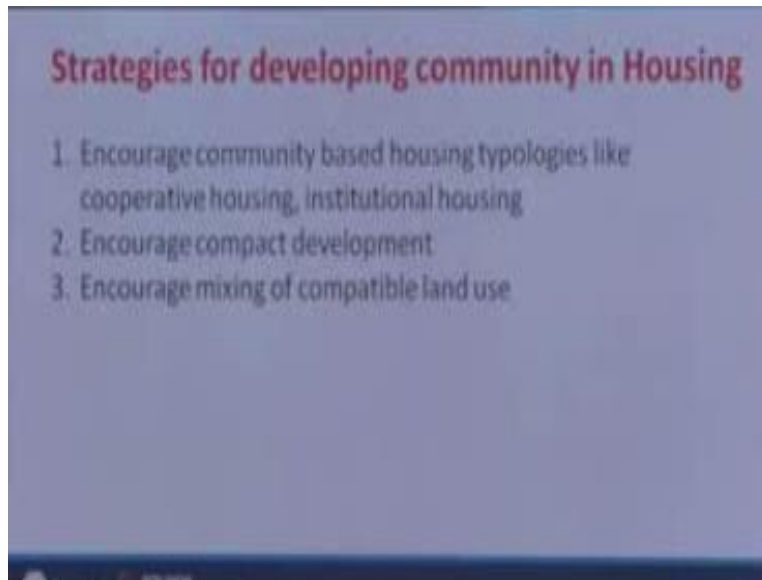 Strategies for developing community in Housing
1. Encourage community based housing typologies like
cooperative housing, institutional housing
2. Encourage compact development
3. Encourage mixing of compatible land use